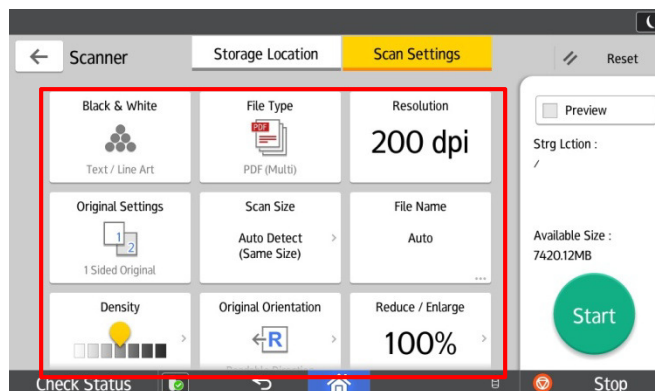 Scanner
Storage Location
Scan Settings
Reset
Black & White
Text / Line Art
File Type
PDF
PDF (Multi)
Resolution
200 dpi
Original Settings
1
2
1 Sided Original
Scan Size
Auto Detect
(Same Size)
File Name
Auto
...
Density
Original Orientation
R
Readable Direction
Reduce / Enlarge
100%
Preview
Strg Lction :
/
Available Size :
7420.12MB
Start
Check Status
Stop